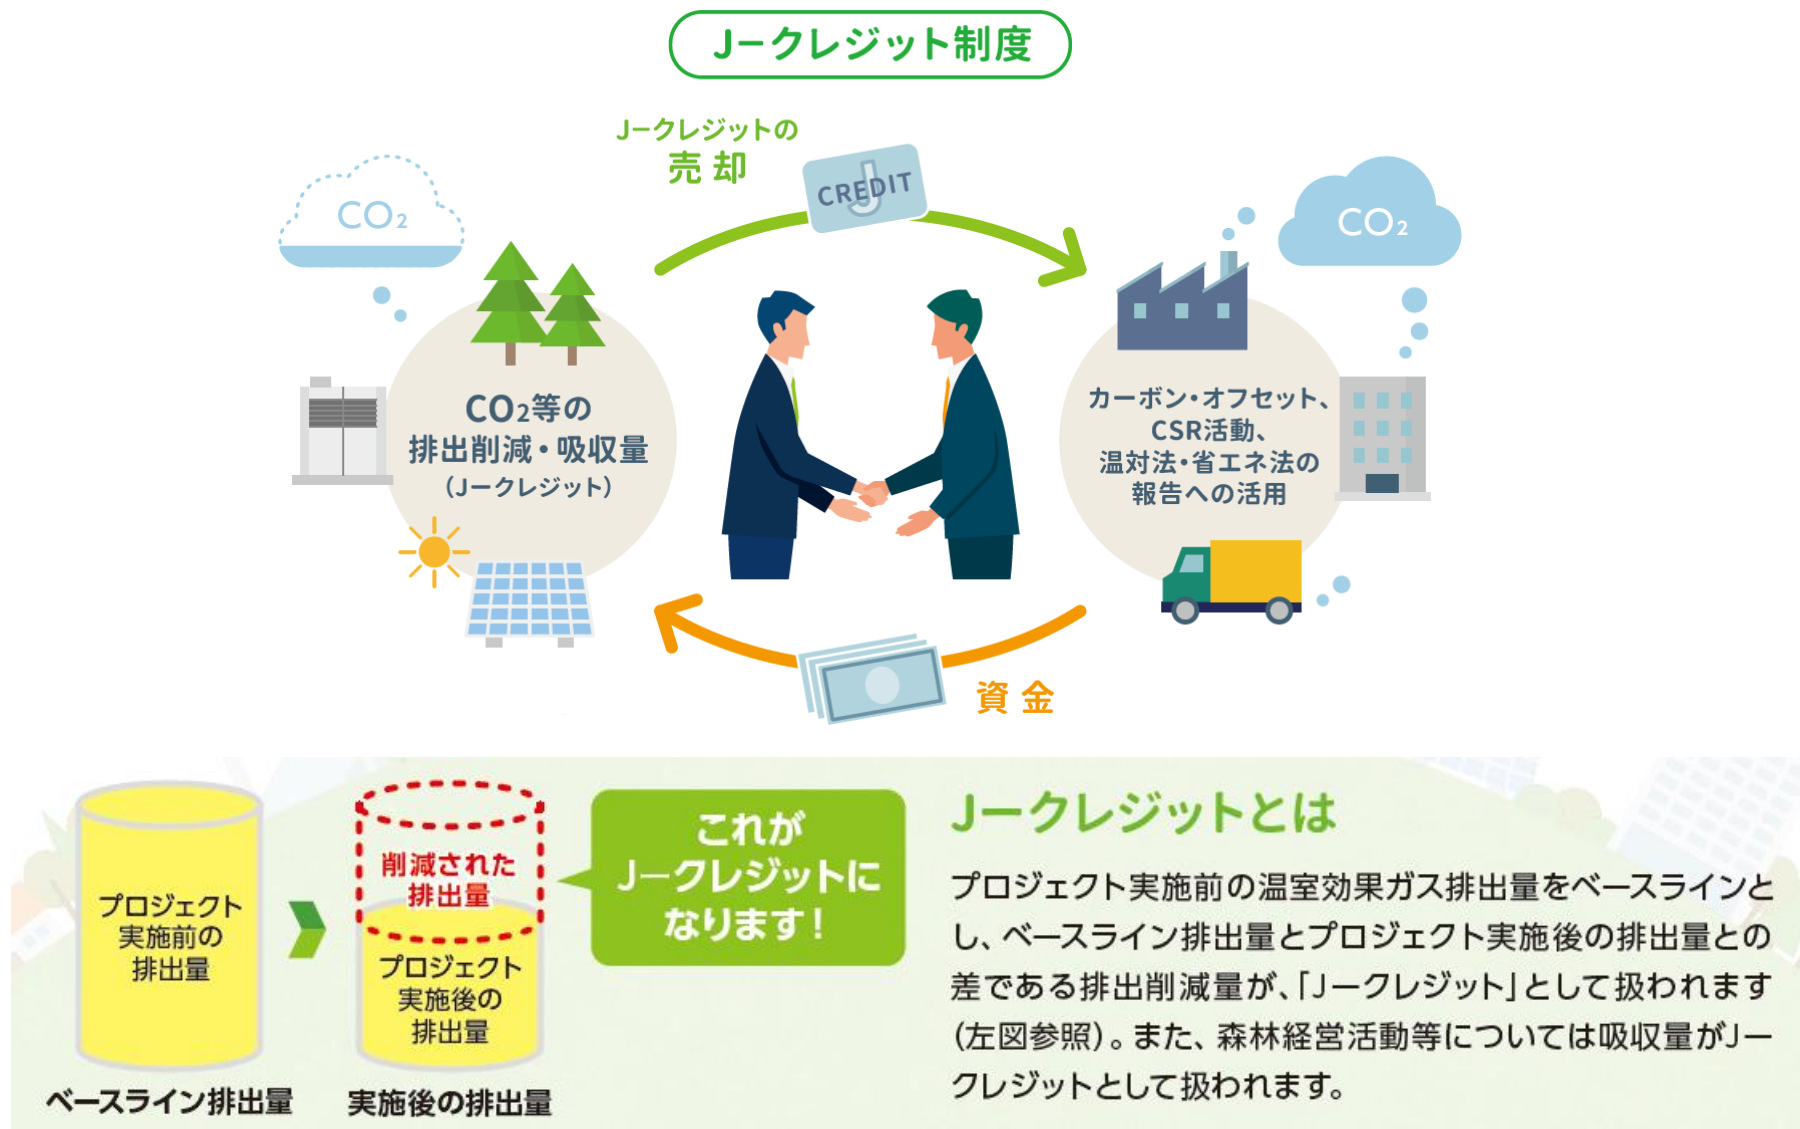 J-クレジット制度
J-クレジットの
売却
CREDIT
J
CO2
CO2
CO2等の
排出削減・吸収量
（J-クレジット）
カーボン・オフセット、
CSR活動、
温対法・省エネ法の
報告への活用
資金
プロジェクト
実施前の
排出量
ベースライン排出量
削減された
排出量
プロジェクト
実施後の
排出量
実施後の排出量
これが
J-クレジットに
なります！
J-クレジットとは
プロジェクト実施前の温室効果ガス排出量をベースラインと
し、ベースライン排出量とプロジェクト実施後の排出量との
差である排出削減量が、「J-クレジット」として扱われます
（左図参照）。また、森林経営活動等については吸収量がJ-
クレジットとして扱われます。